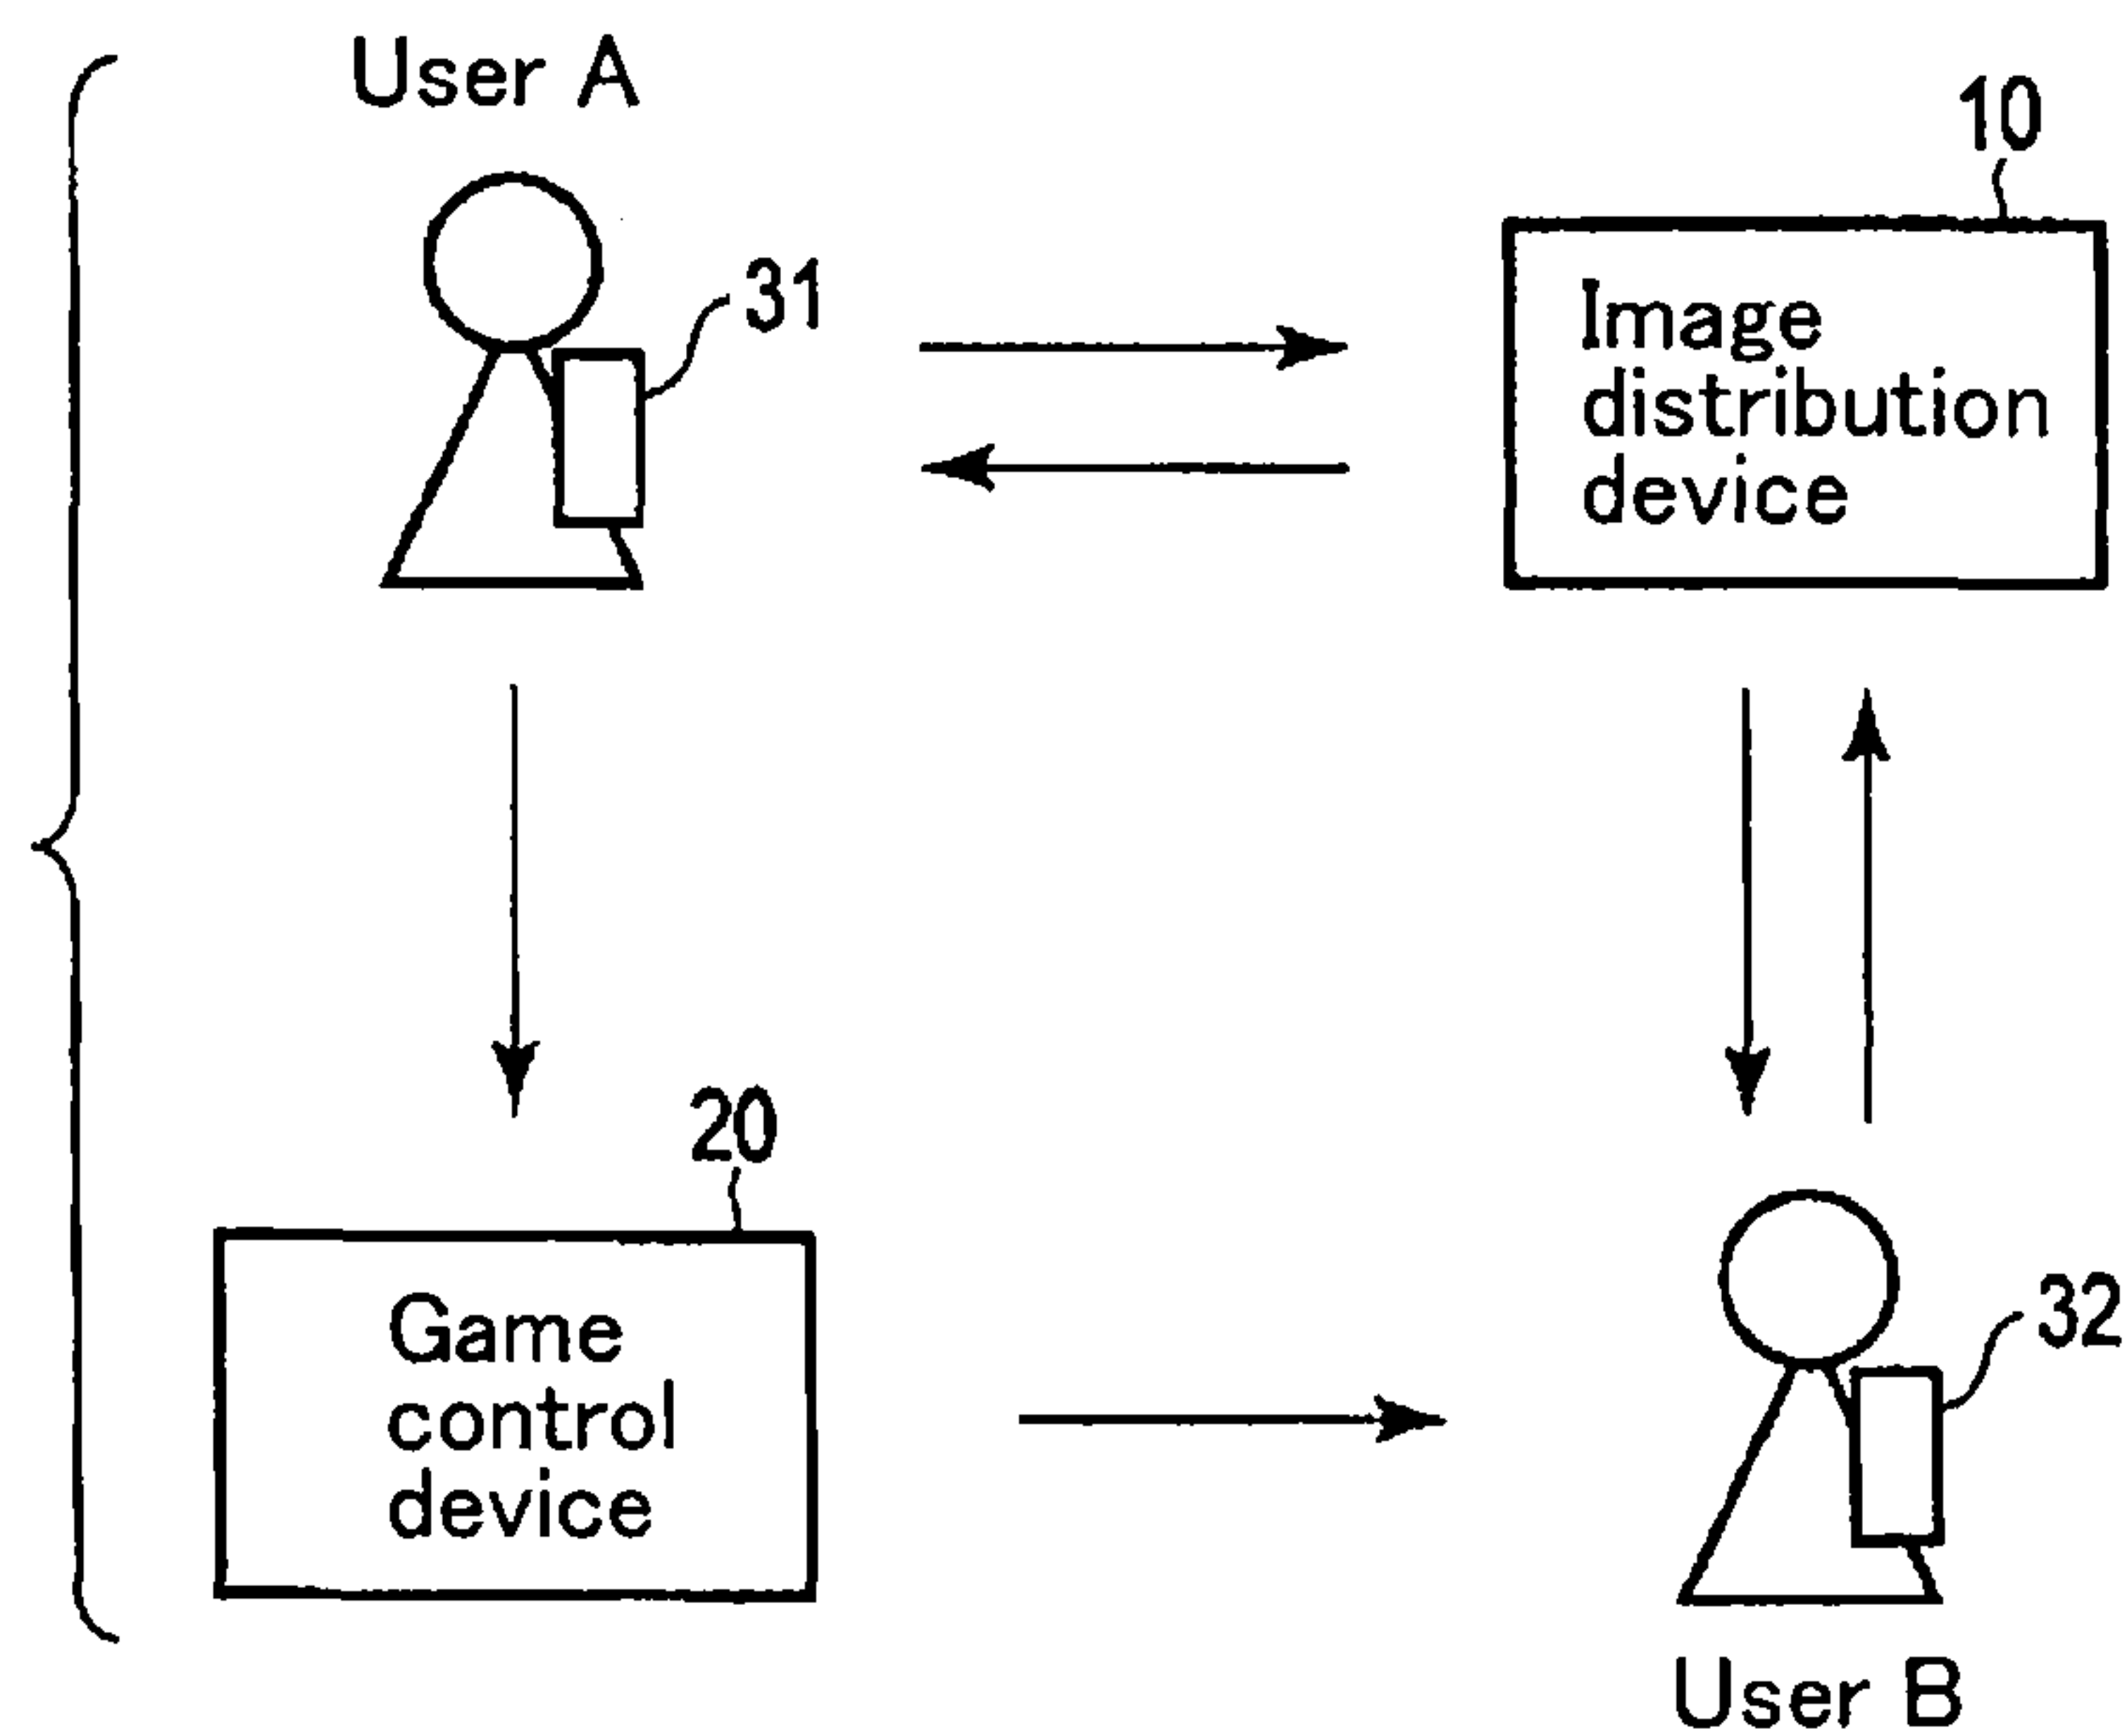 User A
10
31
Image
distribution
device
20
Game
control
device
32
User B